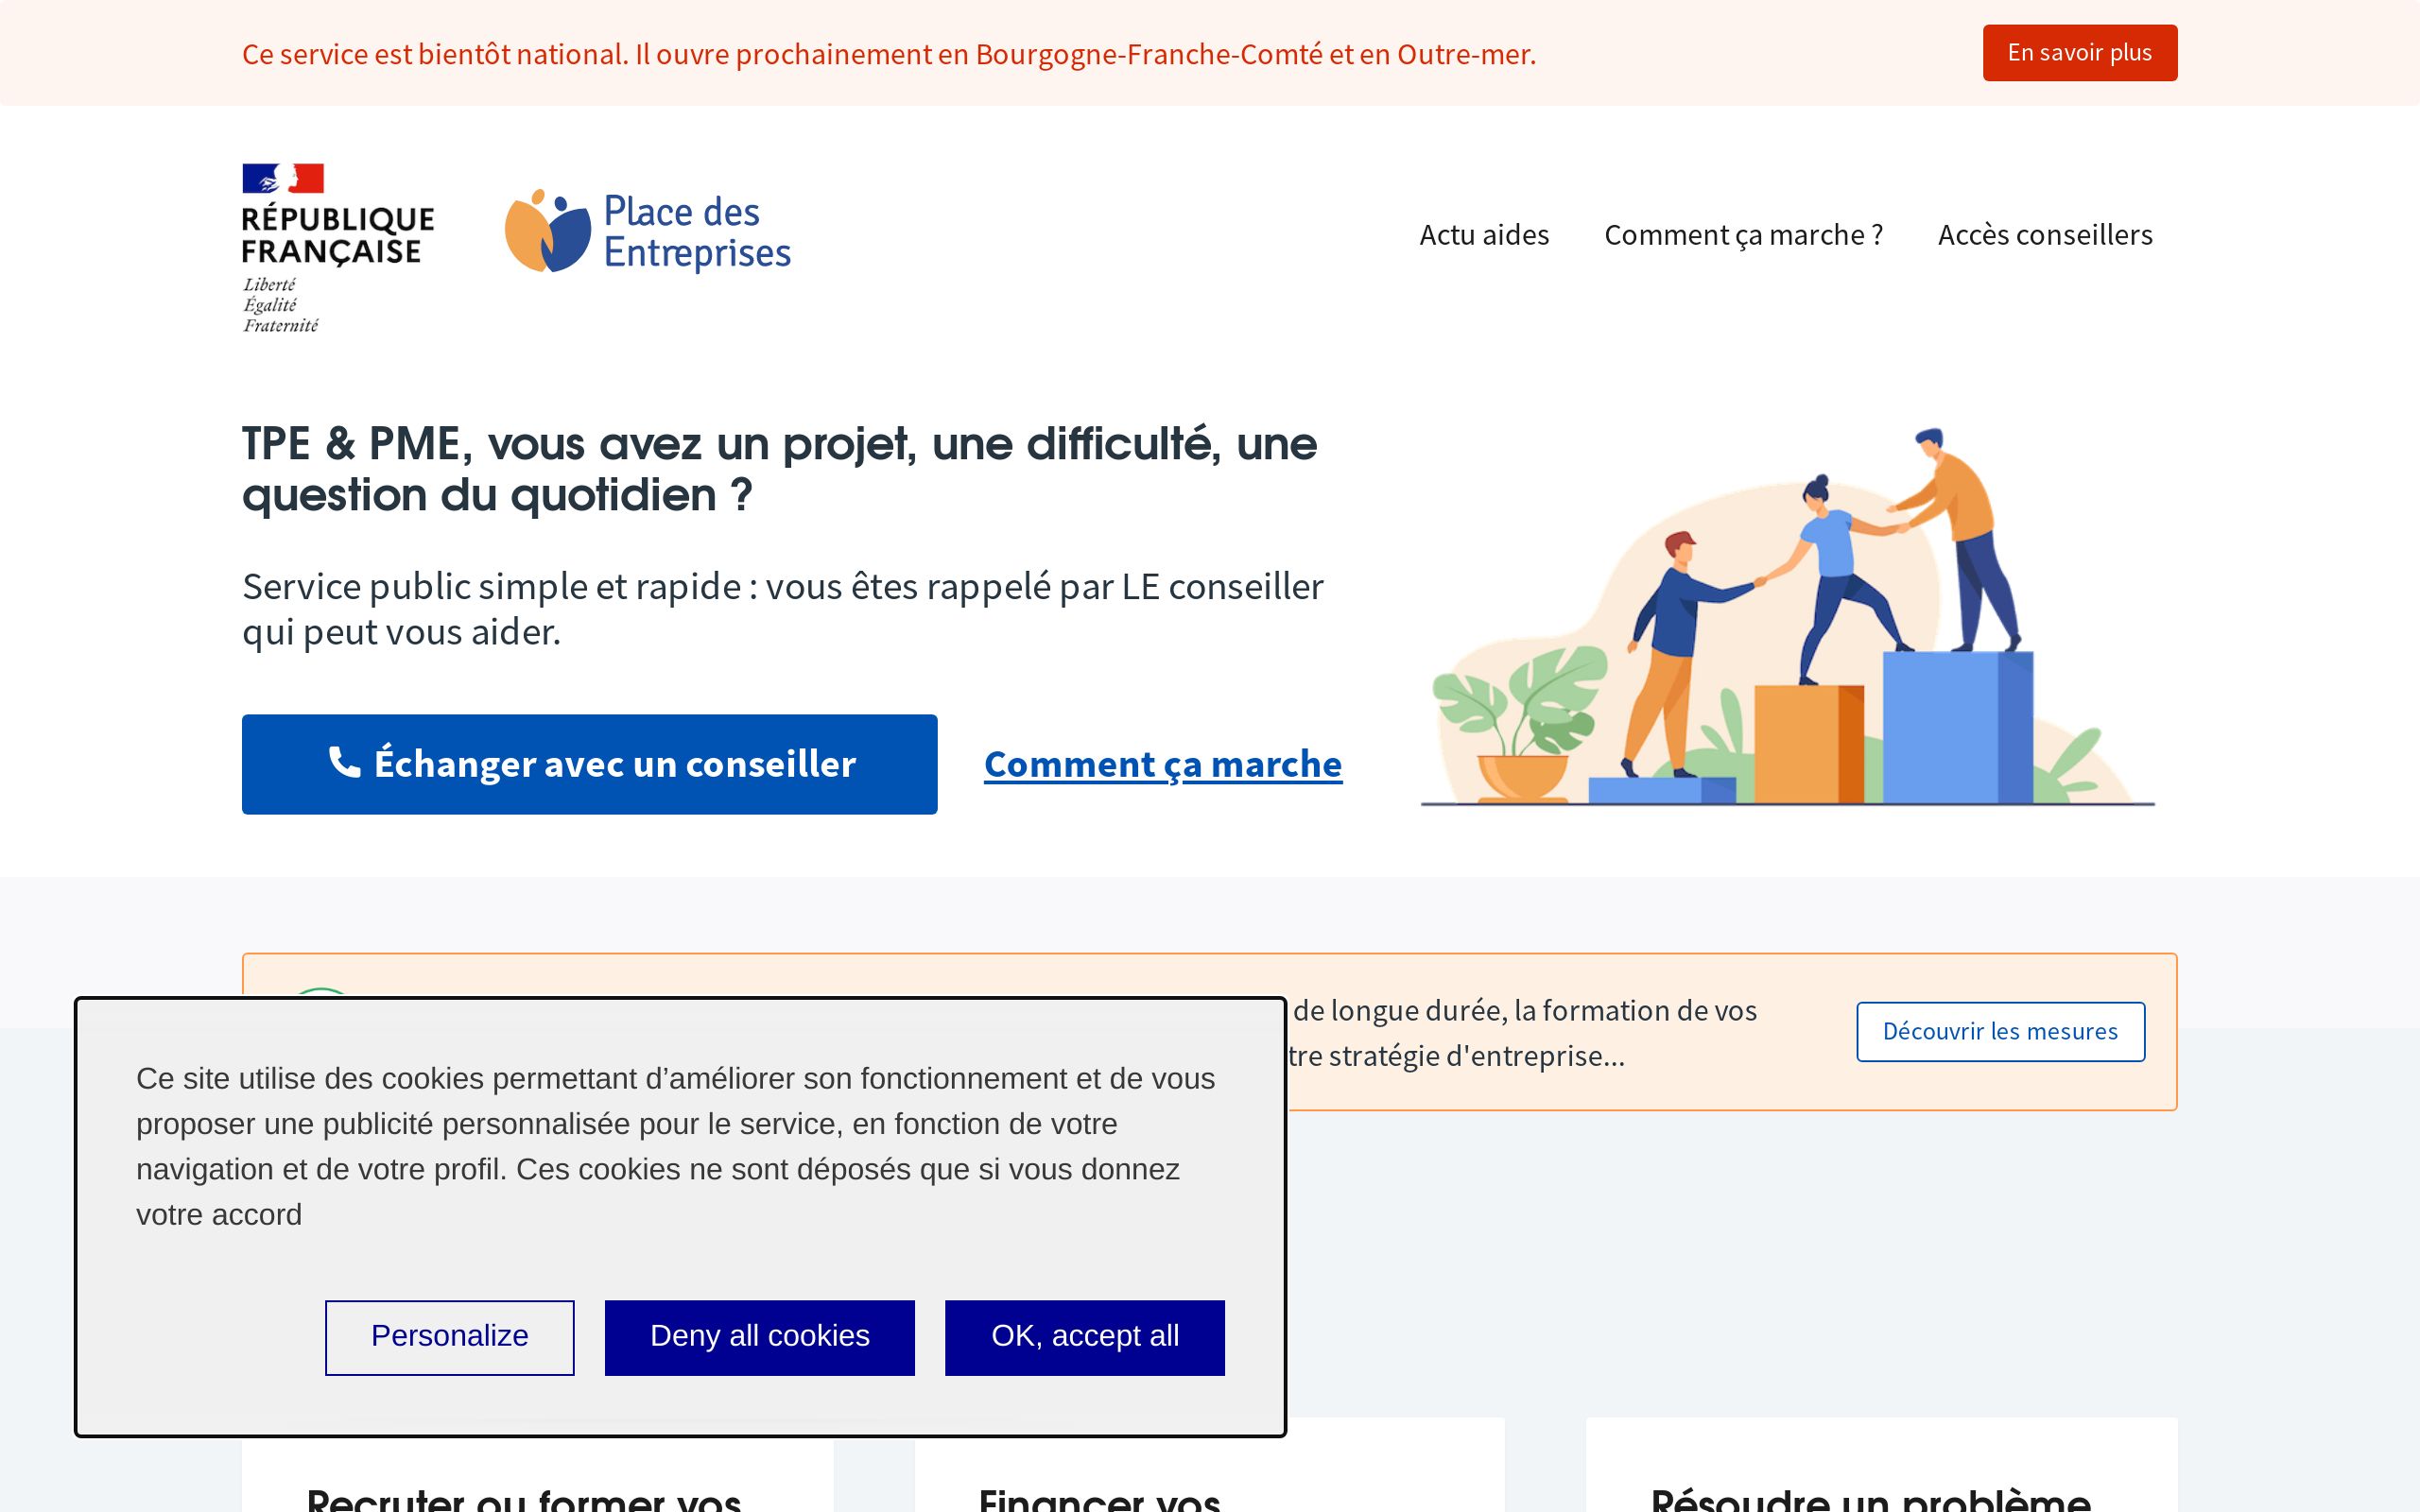 Ce service est bientôt national. Il ouvre prochainement en Bourgogne-Franche-Comté et en Outre-mer.
En savoir plus
RÉPUBLIQUE
FRANÇAISE
Liberté
Égalité
Fraternité
Place des
Entreprises
Actu aides
Comment ça marche ?
Accès conseillers
TPE & PME, vous avez un projet, une difficulté, une
question du quotidien ?
Service public simple et rapide : vous êtes rappelé par LE conseiller
qui peut vous aider.
Échanger avec un conseiller
Comment ça marche
de longue durée, la formation de vos
stratégie d'entreprise...
Découvrir les mesures
Ce site utilise des cookies permettant d’améliorer son fonctionnement et de vous
proposer une publicité personnalisée pour le service, en fonction de votre
navigation et de votre profil. Ces cookies ne sont déposés que si vous donnez
votre accord
Personalize
Deny all cookies
OK, accept all
Recruter ou former vos
Financer vos
Résoudre un problème